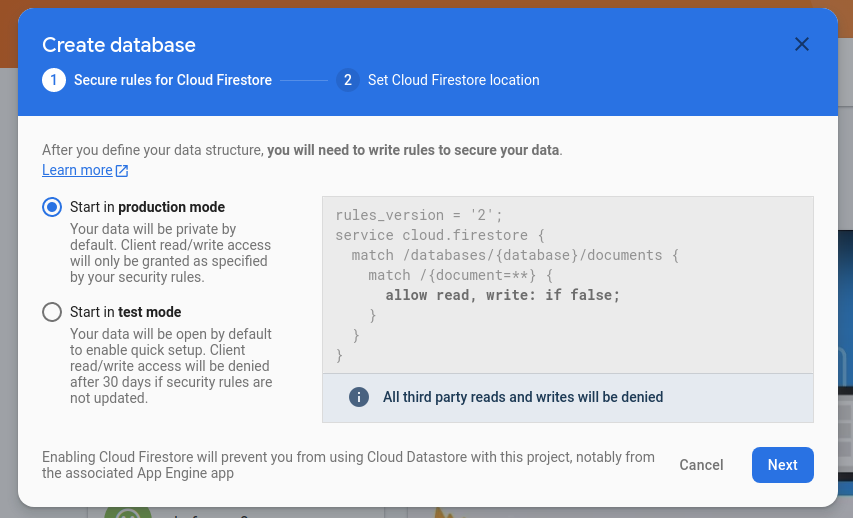 Create database
1 Secure rules for Cloud Firestore 2 Set Cloud Firestore location
After you define your data structure, you will need to write rules to secure your data.
Learn more
Start in production mode
Your data will be private by
default. Client read/write access
will only be granted as specified
by your security rules.
Start in test mode
Your data will be open by default
to enable quick setup. Client
read/write access will be denied
after 30 days if security rules are
not updated.
rules_version = '2';
service cloud.firestore {
  match /databases/{database}/documents {
    match /{document=**} {
      allow read, write: if false;
    }
  }
}
All third party reads and writes will be denied
Enabling Cloud Firestore will prevent you from using Cloud Datastore with this project, notably from
the associated App Engine app
Cancel
Next